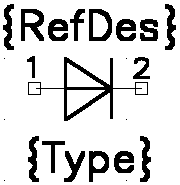 {RefDes}
1 2
{Type}